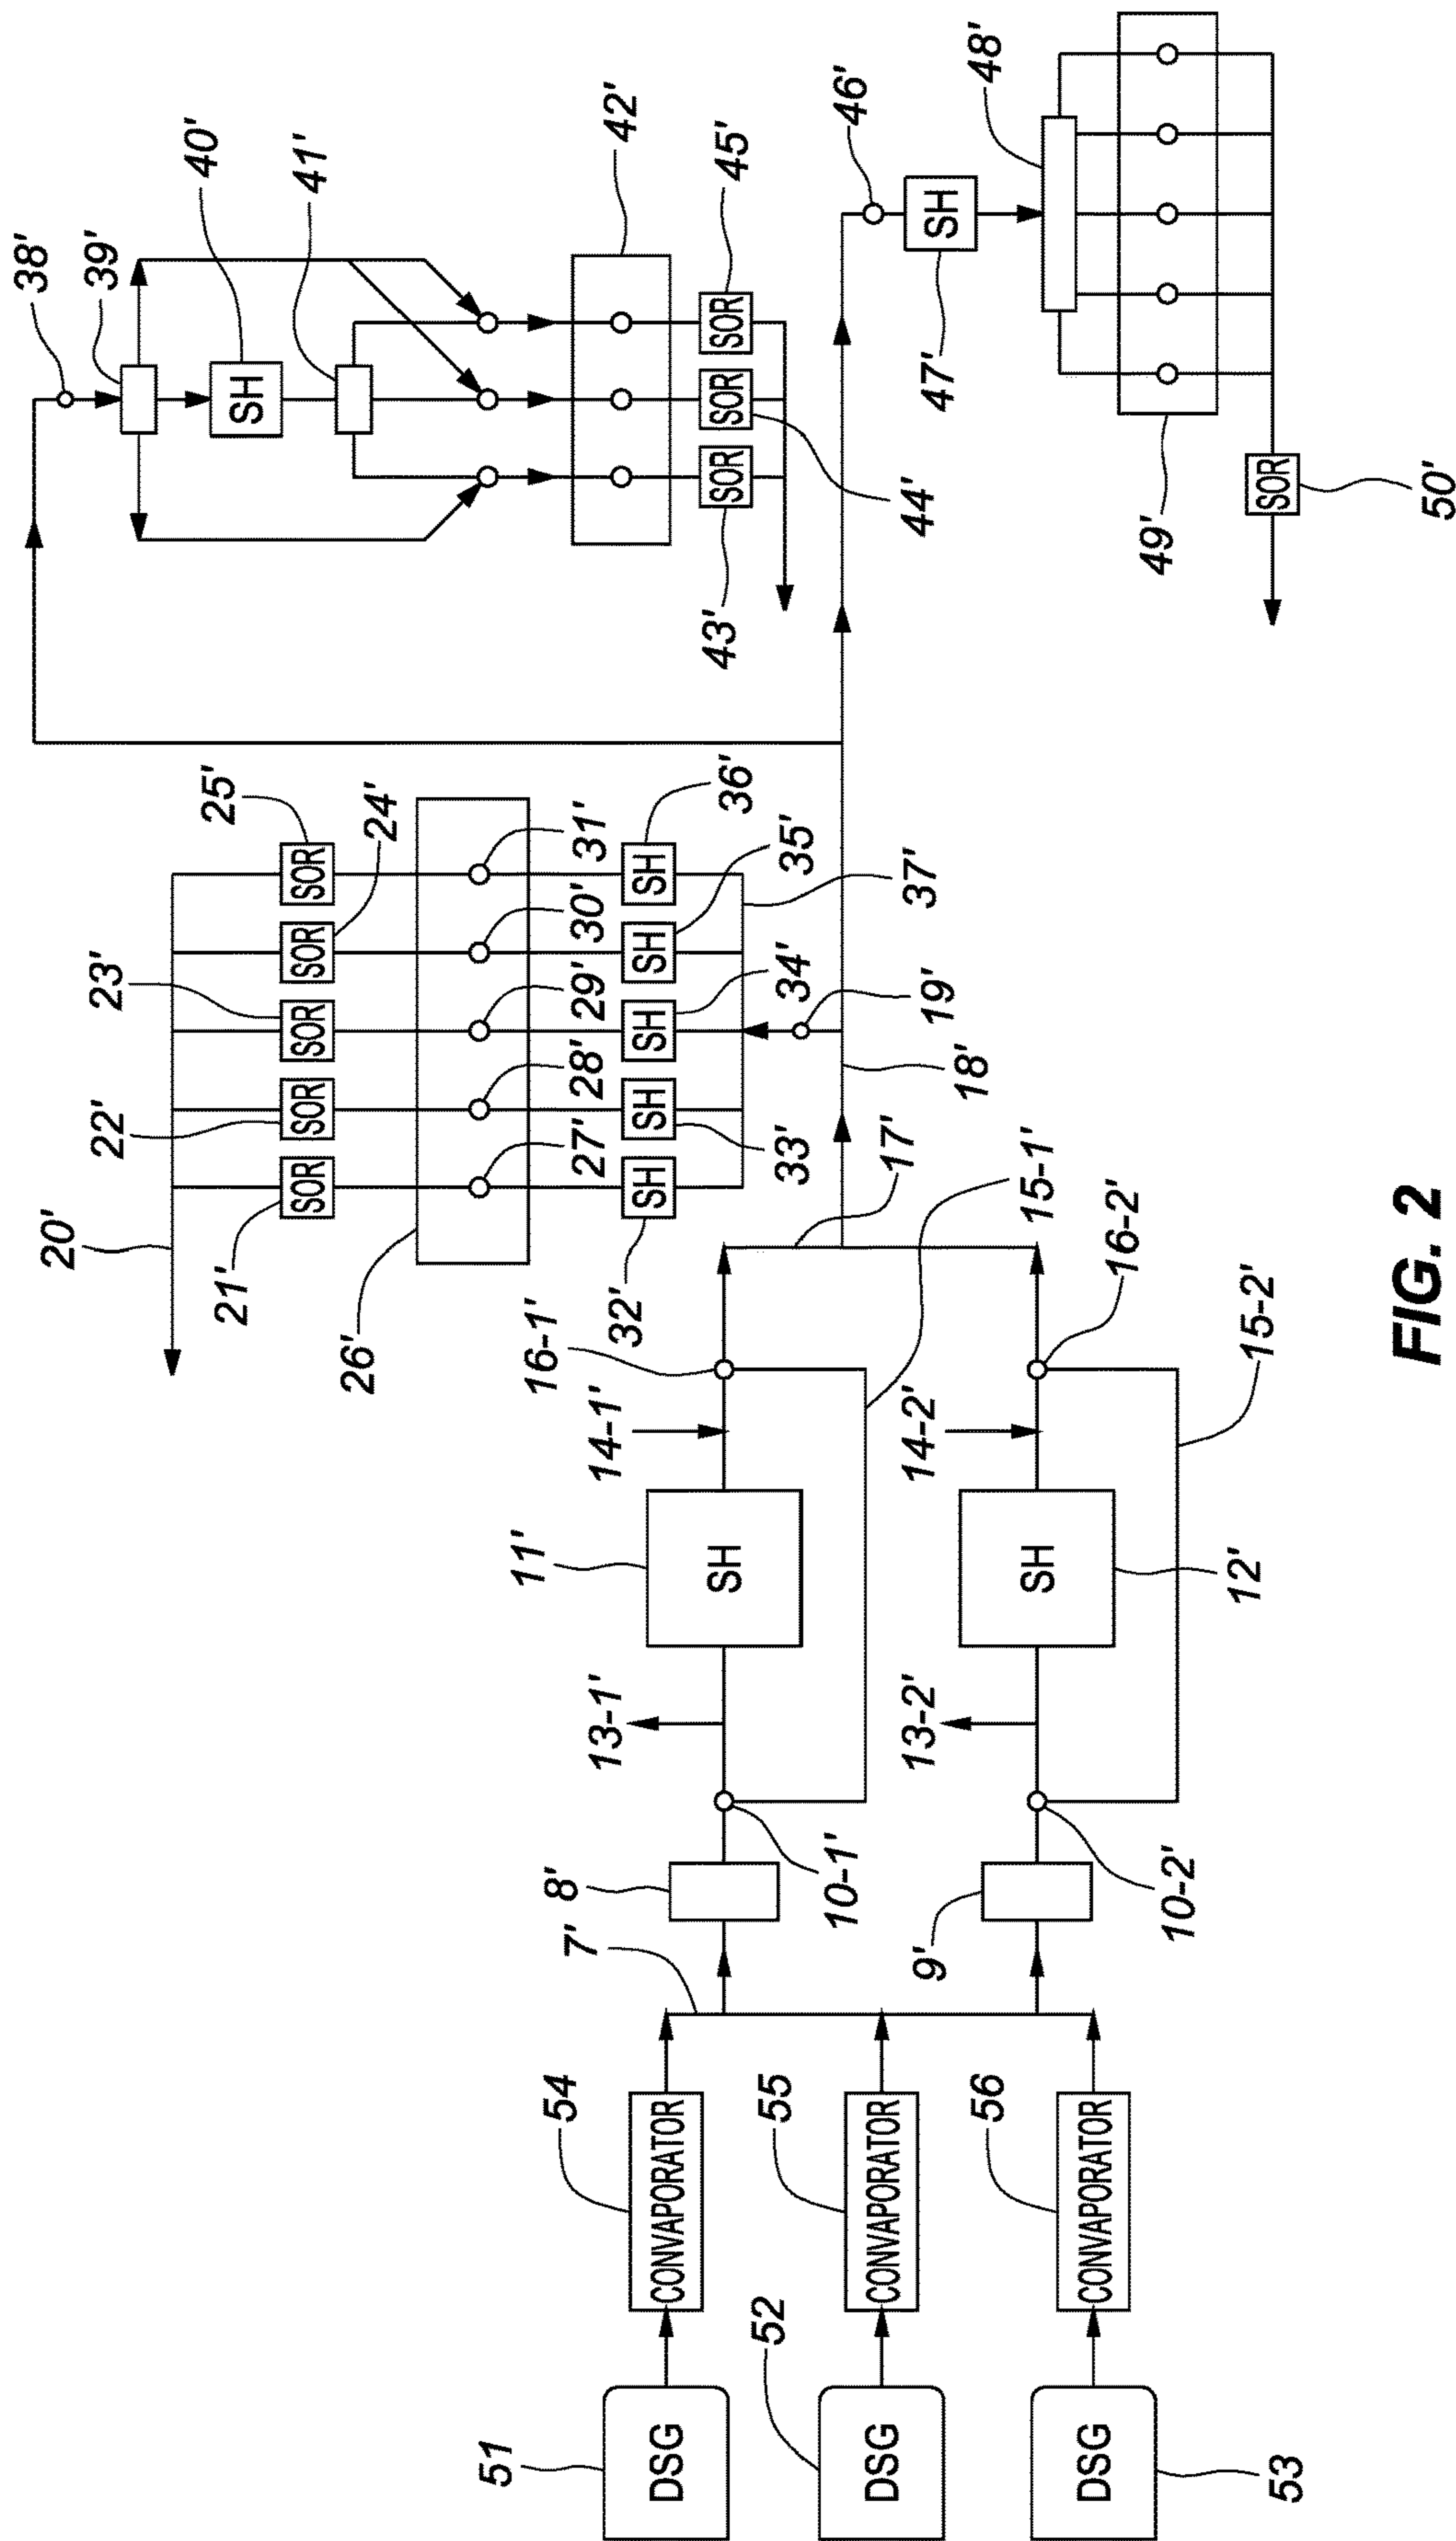 51
DSG
52
DSG
53
DSG
54
CONVAPORATOR
55
CONVAPORATOR
56
CONVAPORATOR
7'
8'
9'
10-1'
10-2'
13-1'
13-2'
11'
SH
SH
12'
14-1'
14-2'
16-1'
15-1'
16-2'
15-2'
17'
18'
19'
20'
21'
SOR
22'
SOR
23'
SOR
24'
SOR
25'
SOR
26'
27'
28'
29'
30'
31'
32'
SH
33'
SH
34'
SH
35'
SH
36'
SH
37'
38'
39'
40'
SH
41'
42'
43'
SOR
44'
SOR
45'
SOR
46'
47'
SH
48'
49'
50'
SOR
FIG. 2